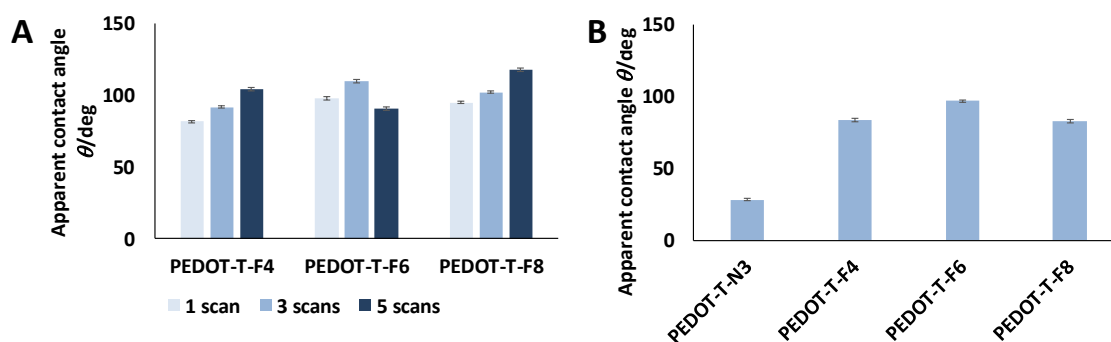 A
Apparent contact angle
θ/deg
150
100
50
0
PEDOT-T-F4
PEDOT-T-F6
PEDOT-T-F8
1 scan
3 scans
5 scans
B
Apparent contact angle θ/deg
150
100
50
0
PEDOT-T-N3
PEDOT-T-F4
PEDOT-T-F6
PEDOT-T-F8